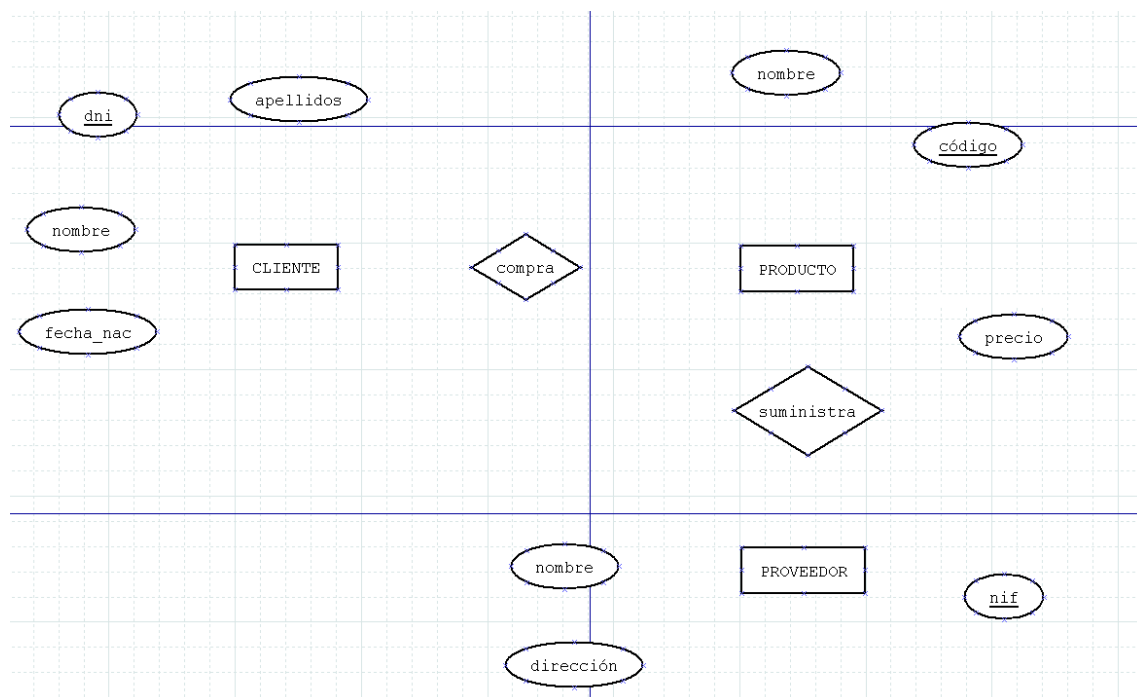 nombre
apellidos
dni
código
nombre
CLIENTE
compra
PRODUCTO
fecha_nac
precio
suministra
nombre
PROVEEDOR
nif
dirección